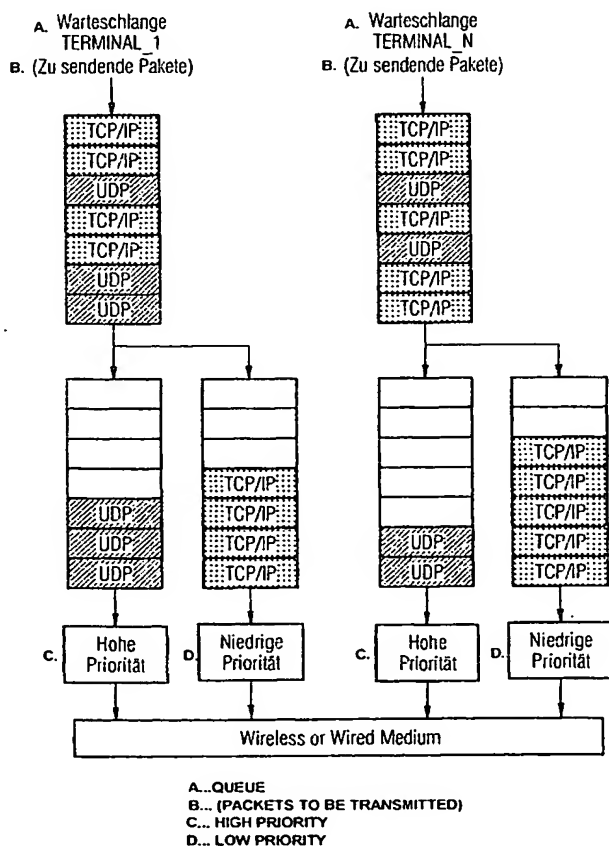 A. Warteschlange
TERMINAL_1
B. (Zu sendende Pakete)
A. Warteschlange
TERMINAL_N
B. (Zu sendende Pakete)
TCP/IP
TCP/IP
UDP
TCP/IP
TCP/IP
UDP
UDP
TCP/IP
TCP/IP
UDP
TCP/IP
UDP
TCP/IP
TCP/IP
UDP
UDP
UDP
TCP/IP
TCP/IP
TCP/IP
TCP/IP
UDP
UDP
TCP/IP
TCP/IP
TCP/IP
TCP/IP
TCP/IP
C. Hohe
Priorität
D. Niedrige
Priorität
C. Hohe
Priorität
D. Niedrige
Priorität
Wireless or Wired Medium
A...QUEUE
B... (PACKETS TO BE TRANSMITTED)
C... HIGH PRIORITY
D... LOW PRIORITY